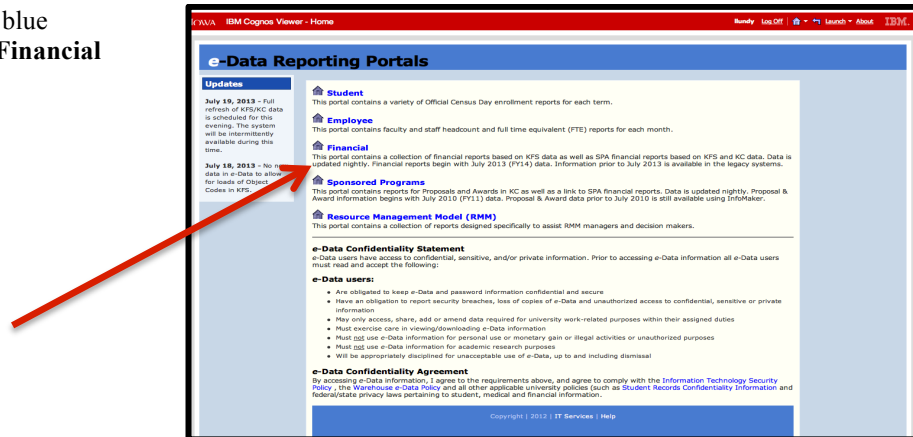 blue
Financial
IOWA IBM Cognos Viewer - Home
llundy Log Off Launch About IBM.
e-Data Reporting Portals
Updates
July 19, 2013 - Full
refresh of KFS/KC data
is scheduled for this
evening. The system
will be intermittently
available during this
time.
July 18, 2013 - No
data in e-Data to allow
for loads of Object
Codes in KFS.
Student
This portal contains a variety of Official Census Day enrollment reports for each term.
Employee
This portal contains faculty and staff headcount and full time equivalent (FTE) reports for each month.
Financial
This portal contains a collection of financial reports based on KFS data as well as SPA financial reports based on KFS and KC data. Data is
updated nightly. Financial reports begin with July 2013 (FY14) data. Information prior to July 2013 is available in the legacy systems.
Sponsored Programs
This portal contains reports for Proposals and Awards in KC as well as a link to SPA financial reports. Data is updated nightly. Proposal &
Award information begins with July 2010 (FY11) data. Proposal & Award data prior to July 2010 is still available using InfoMaker.
Resource Management Model (RMM)
This portal contains a collection of reports designed specifically to assist RMM managers and decision makers.
e-Data Confidentiality Statement
e-Data users have access to confidential, sensitive, and/or private information. Prior to accessing e-Data information all e-Data users
must read and accept the following:
e-Data users:
• Are obligated to keep e-Data and password information confidential and secure
• Have an obligation to report security breaches, loss of copies of e-Data and unauthorized access to confidential, sensitive or private
information
• May only access, share, add or amend data required for university work-related purposes within their assigned duties
• Must exercise care in viewing/downloading e-Data information
• Must not use e-Data information for personal use or monetary gain or illegal activities or unauthorized purposes
• Must not use e-Data information for academic research purposes
• Will be appropriately disciplined for unacceptable use of e-Data, up to and including dismissal
e-Data Confidentiality Agreement
By accessing e-Data information, I agree to the requirements above, and agree to comply with the Information Technology Security
Policy , the Warehouse e-Data Policy and all other applicable university policies (such as Student Records Confidentiality Information and
federal/state privacy laws pertaining to student, medical and financial information.
Copyright | 2012 | IT Services | Help